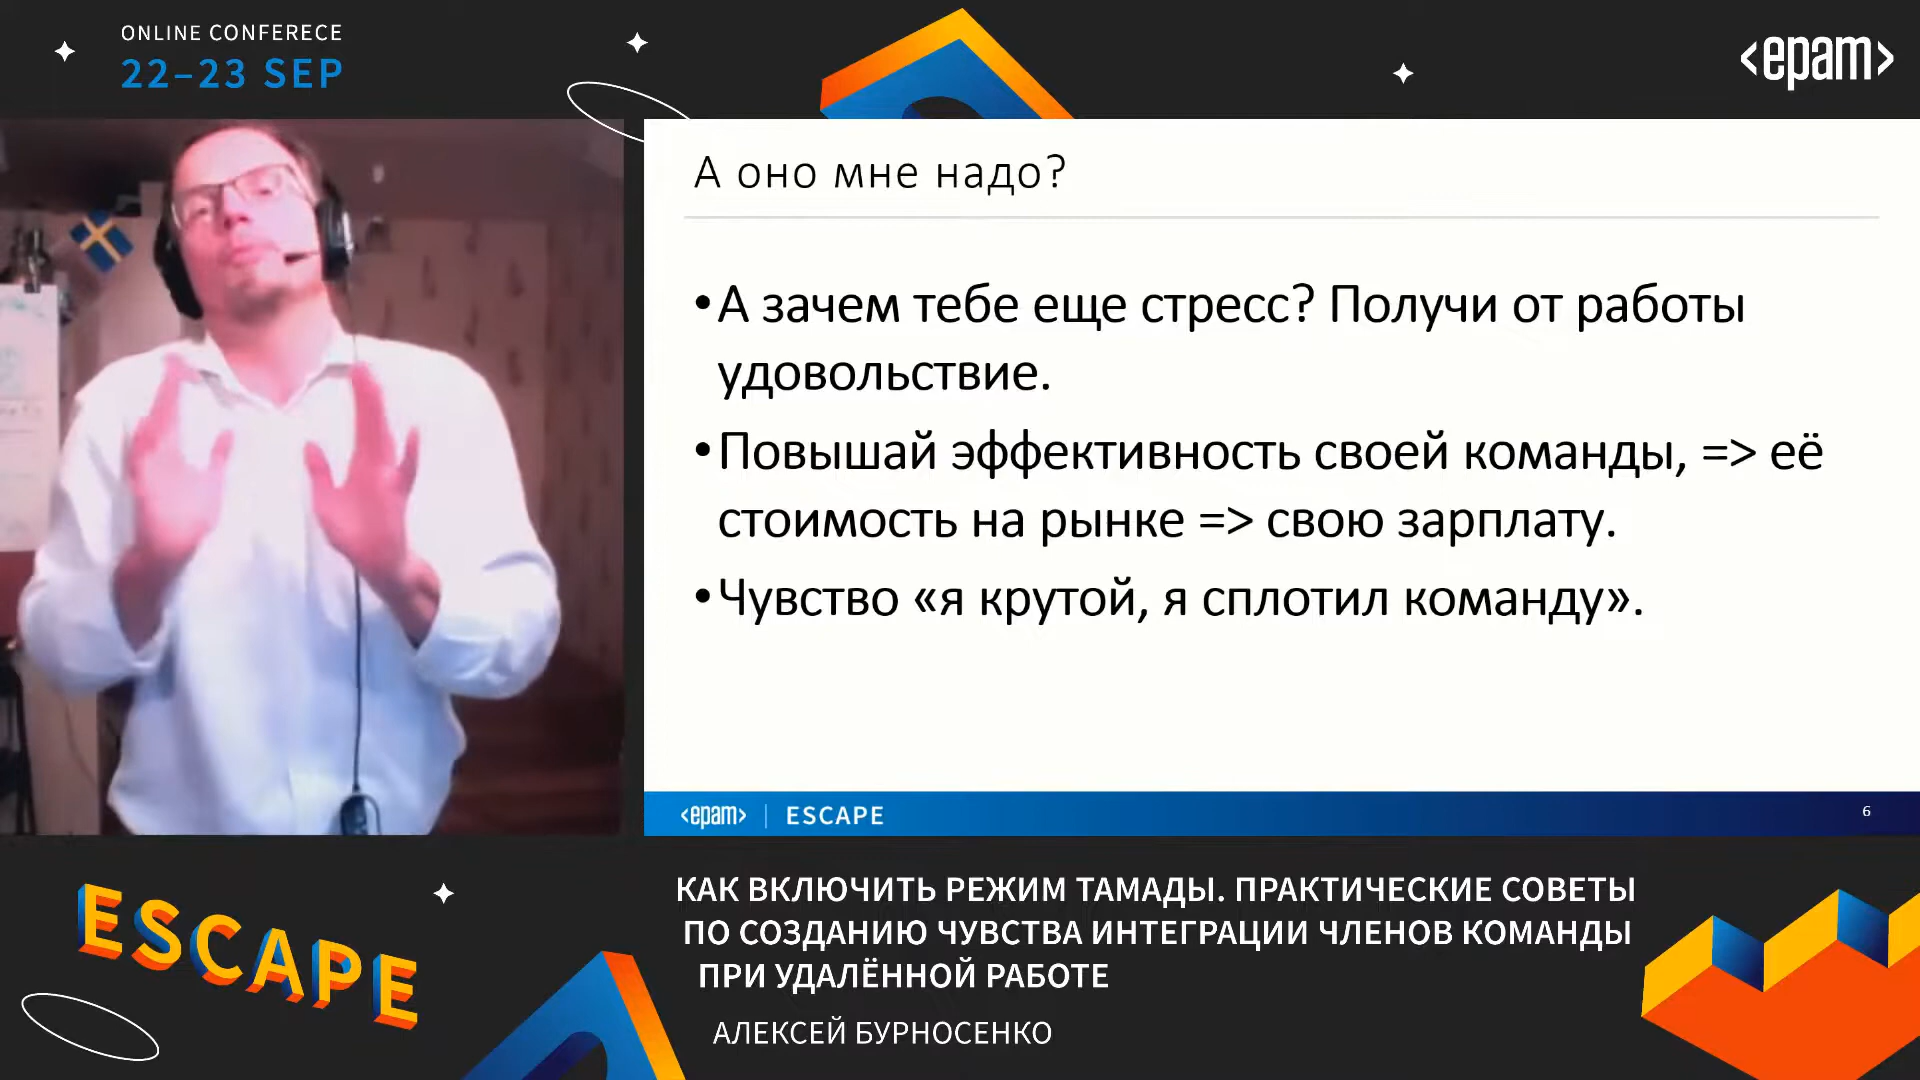 ONLINE CONFERECE
22–23 SEP
<epam>
А оно мне надо?
•А зачем тебе еще стресс? Получи от работы
удовольствие.
•Повышай эффективность своей команды, => её
стоимость на рынке => свою зарплату.
•Чувство «я крутой, я сплотил команду».
<epam> | ESCAPE
6
ESCAPE
КАК ВКЛЮЧИТЬ РЕЖИМ ТАМАДЫ. ПРАКТИЧЕСКИЕ СОВЕТЫ
ПО СОЗДАНИЮ ЧУВСТВА ИНТЕГРАЦИИ ЧЛЕНОВ КОМАНДЫ
ПРИ УДАЛЁННОЙ РАБОТЕ
АЛЕКСЕЙ БУРНОСЕНКО